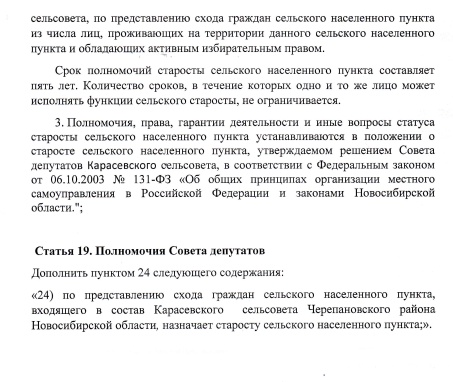 сельсовета, по представлению схода граждан сельского населенного пункта
из числа лиц, проживающих на территории данного сельского населенного
пункта и обладающих активным избирательным правом.
Срок полномочий старосты сельского населенного пункта составляет
пять лет. Количество сроков, в течение которых одно и то же лицо может
исполнять функции сельского старосты, не ограничивается.
3. Полномочия, права, гарантии деятельности и иные вопросы статуса
старосты сельского населенного пункта устанавливаются в положении о
старосте сельского населенного пункта, утверждаемом решением Совета
депутатов Карасевского сельсовета, в соответствии с Федеральным законом
от 06.10.2003 № 131-ФЗ «Об общих принципах организации местного
самоуправления в Российской Федерации и законами Новосибирской
области.";
Статья 19. Полномочия Совета депутатов
Дополнить пунктом 24 следующего содержания:
«24) по представлению схода граждан сельского населенного пункта,
входящего в состав Карасевского сельсовета Черепановского района
Новосибирской области, назначает старосту сельского населенного пункта;».